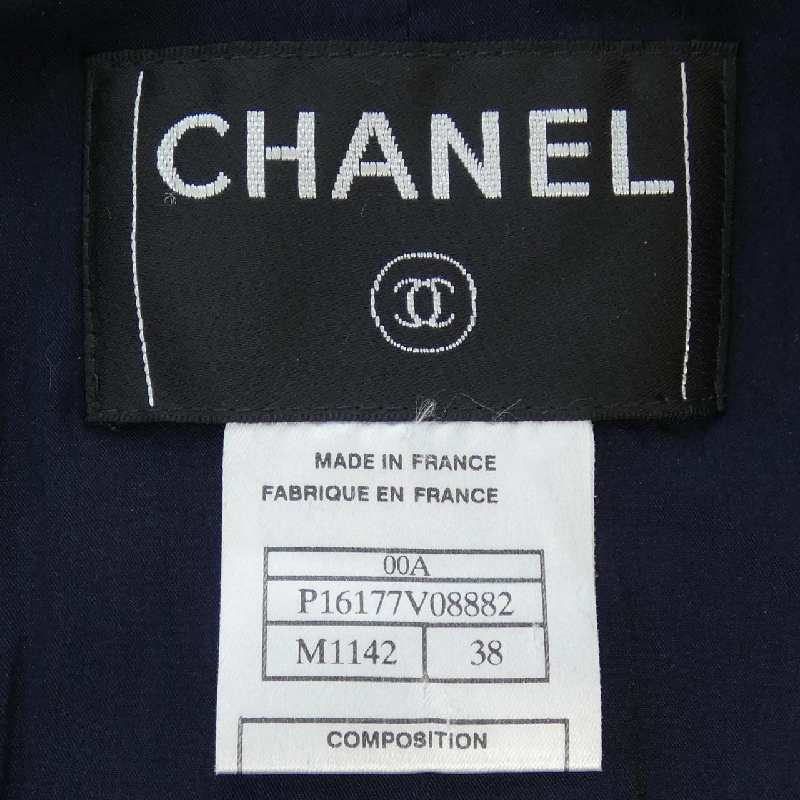 CHANEL
MADE IN FRANCE
FABRIQUE EN FRANCE
00A
P16177V08882
M1142 38
COMPOSITION